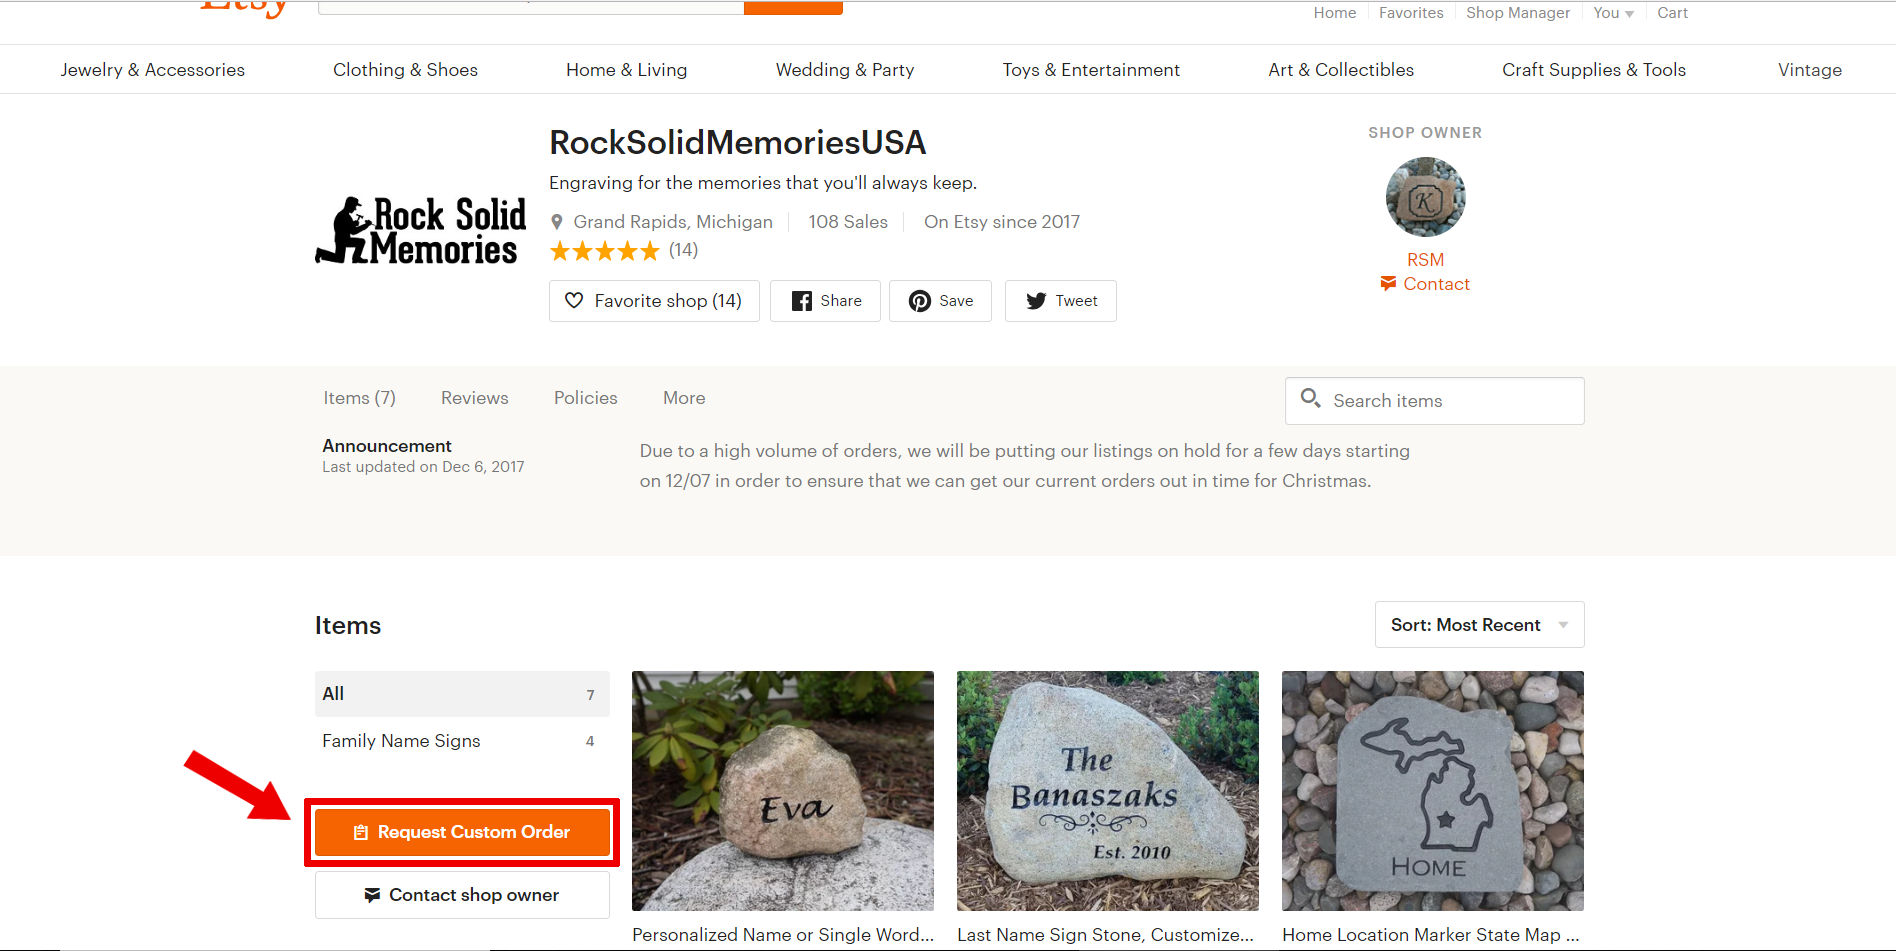 Etsy
Home Favorites Shop Manager You Cart
Jewelry & Accessories Clothing & Shoes Home & Living Wedding & Party Toys & Entertainment Art & Collectibles Craft Supplies & Tools Vintage
Rock Solid
Memories
RockSolidMemoriesUSA
Engraving for the memories that you'll always keep.
Grand Rapids, Michigan 108 Sales On Etsy since 2017
(14)
Favorite shop (14) Share Save Tweet
SHOP OWNER
K
RSM
Contact
Items (7) Reviews Policies More
Search items
Announcement
Last updated on Dec 6, 2017
Due to a high volume of orders, we will be putting our listings on hold for a few days starting
on 12/07 in order to ensure that we can get our current orders out in time for Christmas.
Items
Sort: Most Recent
All 7
Family Name Signs 4
Request Custom Order
Contact shop owner
Eva
Personalized Name or Single Word...
The
Banaszaks
Est. 2010
Last Name Sign Stone, Customize...
HOME
Home Location Marker State Map ...